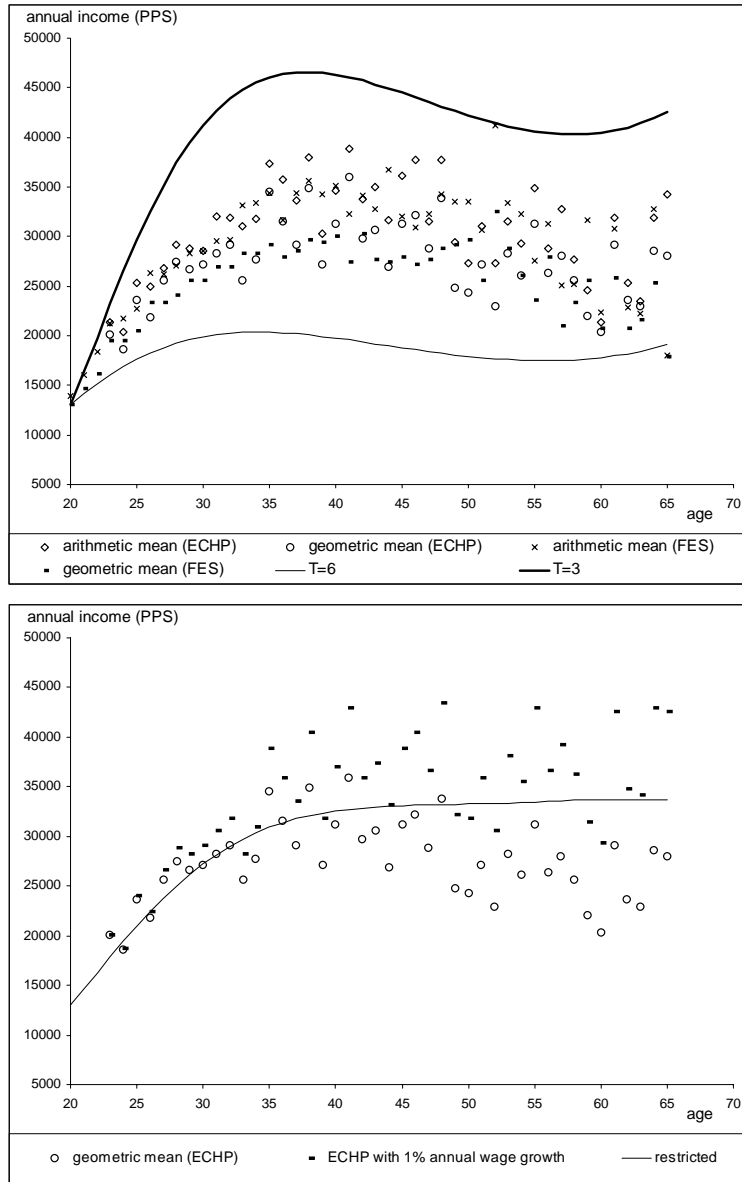 annual income (PPS)
50000
45000
40000
35000
30000
25000
20000
15000
10000
5000
20 25 30 35 40 45 50 55 60 65 70
age
arithmetic mean (ECHP) geometric mean (ECHP) arithmetic mean (FES)
geometric mean (FES) T=6 T=3
annual income (PPS)
50000
45000
40000
35000
30000
25000
20000
15000
10000
5000
20 25 30 35 40 45 50 55 60 65 70
age
geometric mean (ECHP) ECHP with 1% annual wage growth restricted